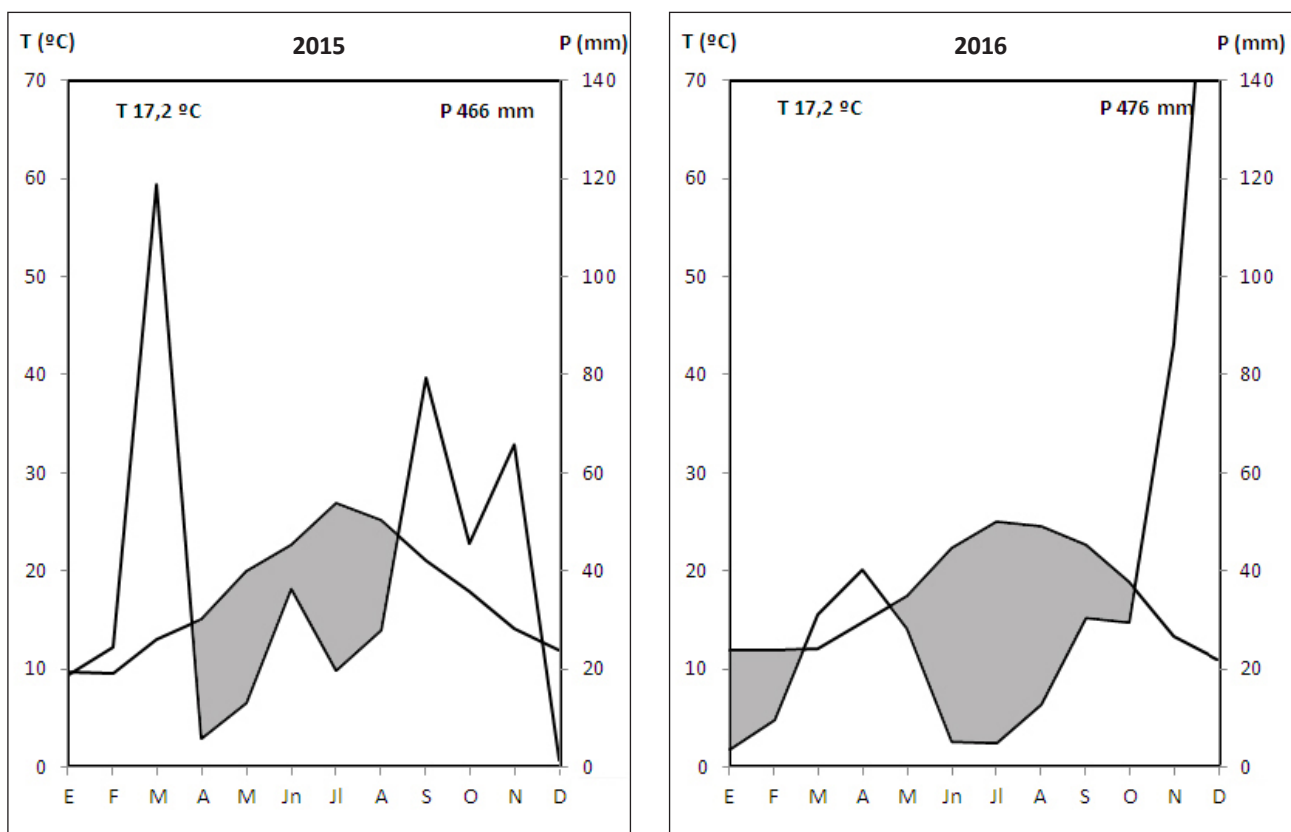 T (ºC) 2015 P (mm)
70 140
T 17,2 ºC P 466 mm
60 120
50 100
40 80
30 60
20 40
10 20
0 0
E F M A M Jn Jl A S O N D
T (ºC) 2016 P (mm)
70 140
T 17,2 ºC P 476 mm
60 120
50 100
40 80
30 60
20 40
10 20
0 0
E F M A M Jn Jl A S O N D